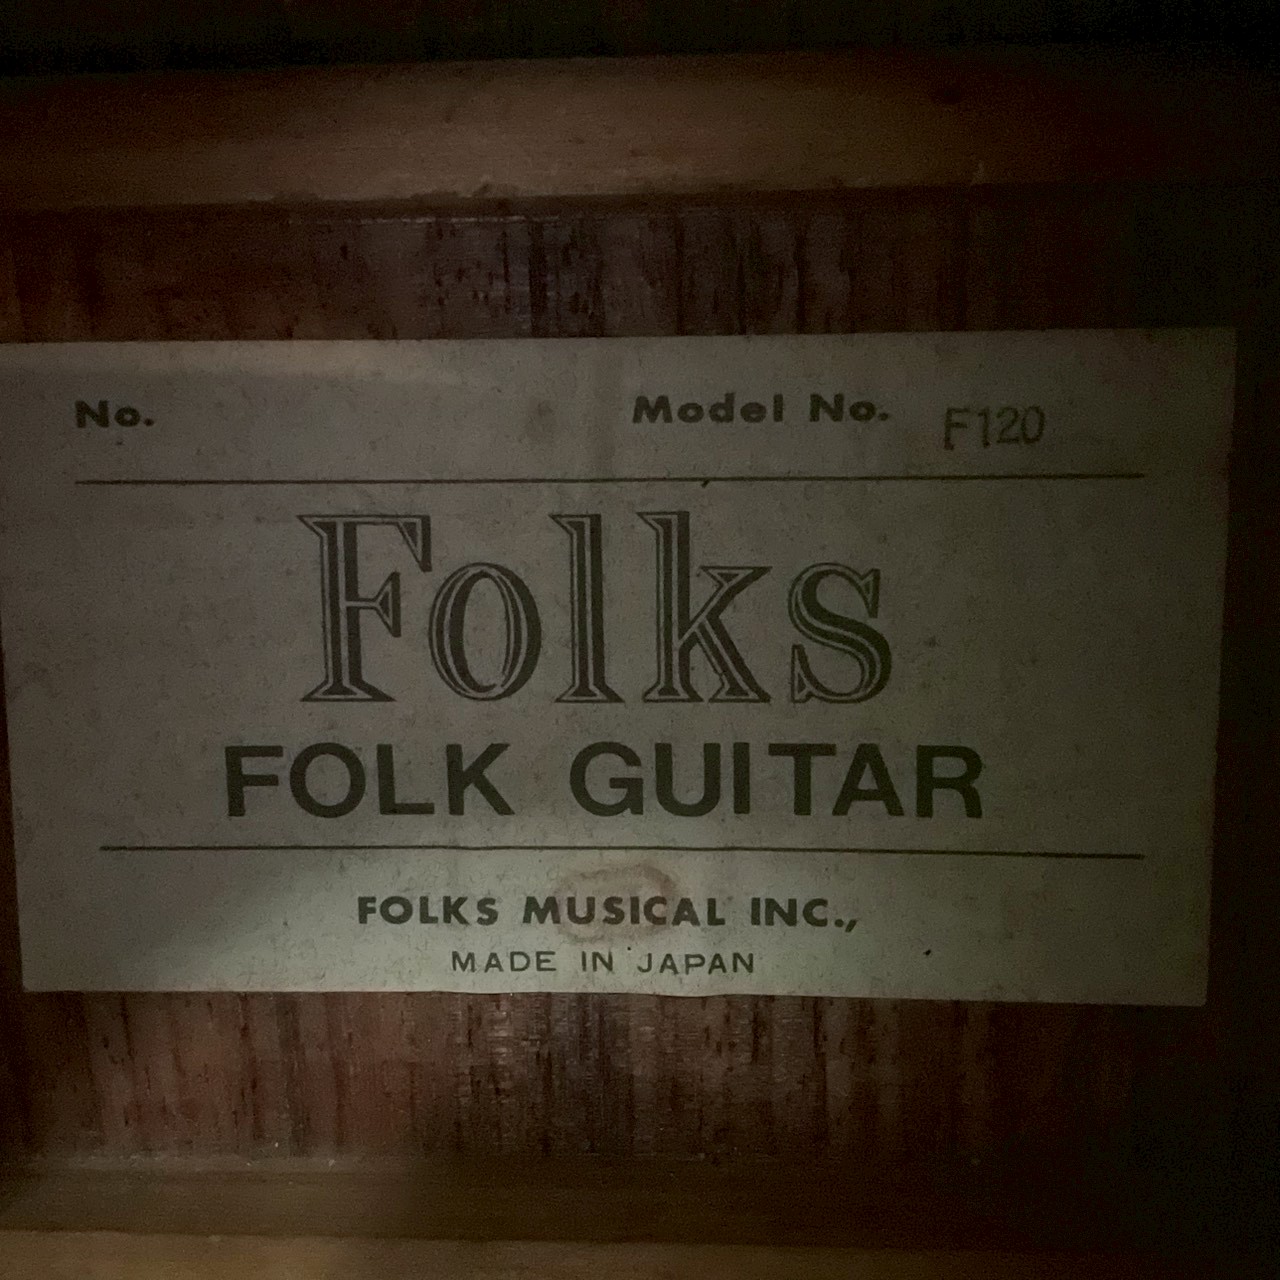 No. Model No. F120
Folks
FOLK GUITAR
FOLKS MUSICAL INC.,
MADE IN JAPAN